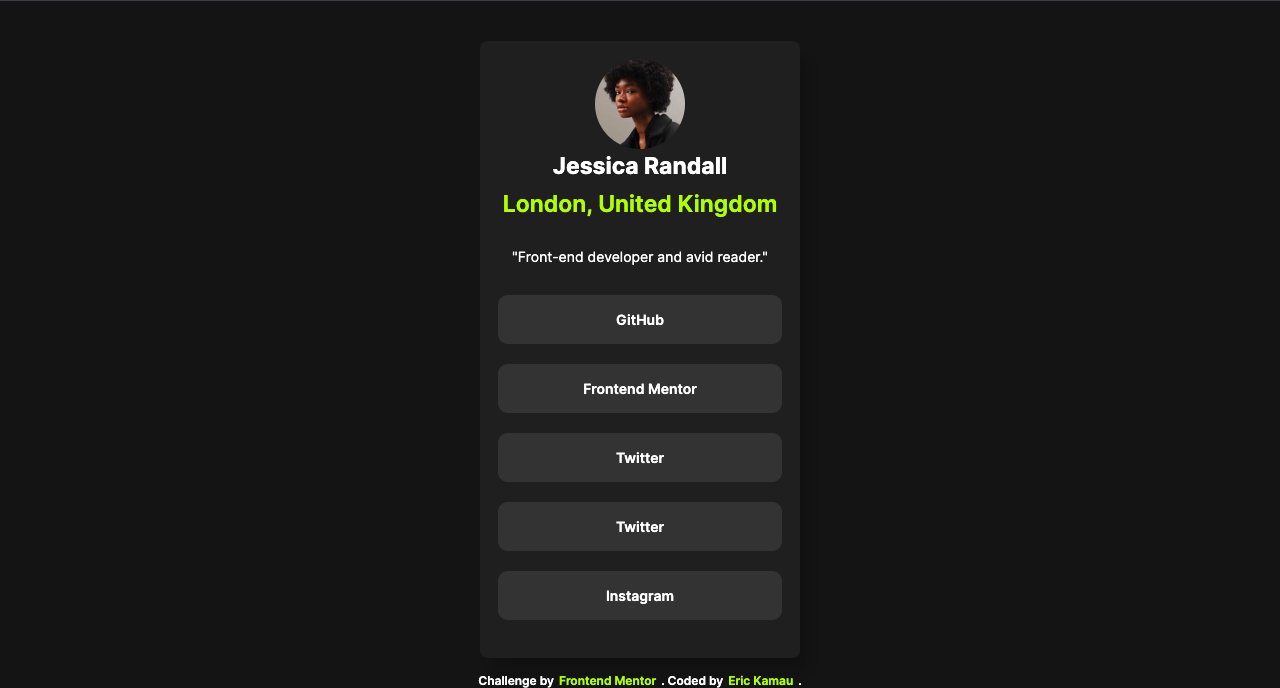 Jessica Randall
London, United Kingdom
"Front-end developer and avid reader."
GitHub
Frontend Mentor
Twitter
Twitter
Instagram
Challenge by Frontend Mentor . Coded by Eric Kamau .